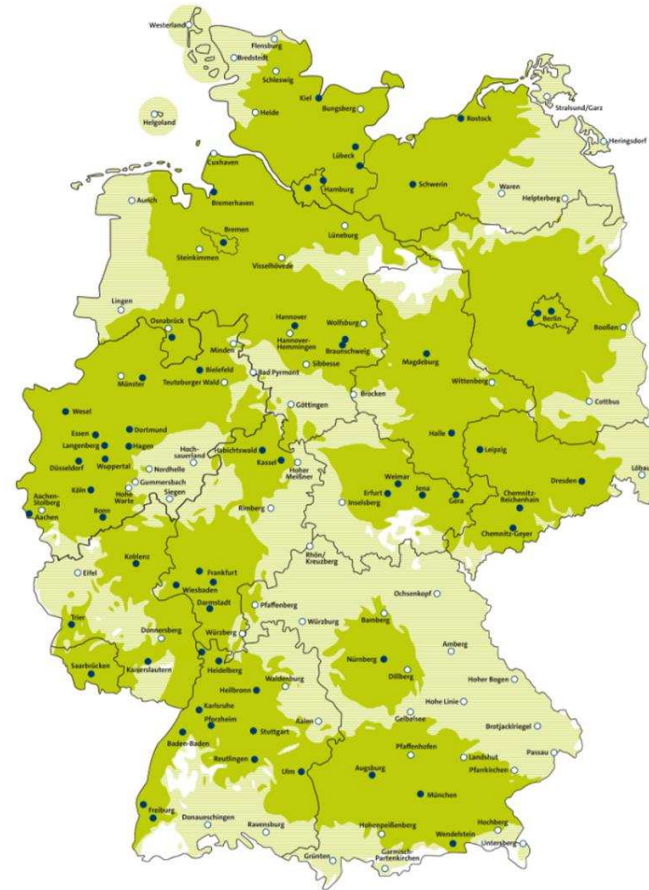 Westerland
Flensburg
Bredstedt
Schleswig
Kiel
Bungsberg
Stralsund/Garz
Heide
Rostock
Helgoland
Heringsdorf
Lübeck
Cuxhaven
Hamburg
Schwerin
Waren
Helpterberg
Aurich
Bremerhaven
Bremen
Lüneburg
Steinkimmen
Visselhövede
Lingen
Berlin
Osnabrück
Hannover
Wolfsburg
Booßen
Hannover-
Hemmingen
Minden
Braunschweig
Magdeburg
Sibbesse
Bielefeld
Bad Pyrmont
Münster
Teuteburger Wald
Wittenberg
Brocken
Cottbus
Göttingen
Wesel
Dortmund
Essen
Halle
Langenberg
Hagen
Leipzig
Habichtswald
Hoch-
sauerland
Düsseldorf
Wuppertal
Kassel
Hoher
Meißner
Nordhelle
Löbau
Weimar
Dresden
Gummersbach
Köln
Hohe
Warte
Siegen
Erfurt
Jena
Gera
Chemnitz-
Reichenhain
Aachen-
Stolberg
Inselsberg
Rimberg
Aachen
Bonn
Chemnitz-Geyer
Rhön/
Kreuzberg
Koblenz
Eifel
Frankfurt
Wiesbaden
Ochsenkopf
Darmstadt
Pfaffenberg
Bamberg
Trier
Würzburg
Donnersberg
Würzberg
Amberg
Nürnberg
Saarbrücken
Kaiserslautern
Heidelberg
Dillberg
Waldenburg
Hoher Bogen
Heilbronn
Hohe Linie
Karlsruhe
Gelbelsee
Pforzheim
Aalen
Brotjacklriegel
Stuttgart
Baden-Baden
Pfaffenhofen
Passau
Landshut
Reutlingen
Pfarrkirchen
Ulm
Augsburg
München
Freiburg
Donaueschingen
Ravensburg
Hohenpeißenberg
Hochberg
Wendelstein
Untersberg
Grünten
Garmisch-
Partenkirchen